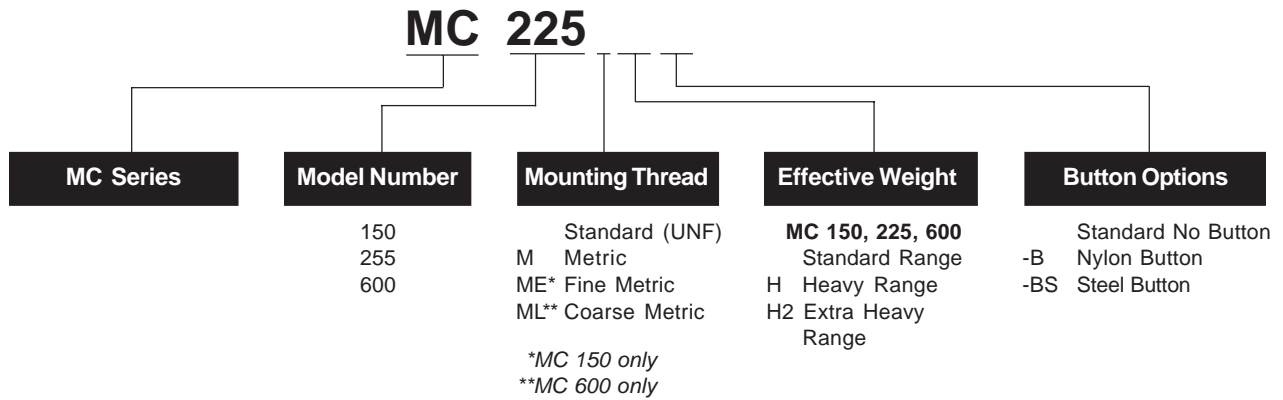 MC 225
MC Series
Model Number
150
255
600
Mounting Thread
Standard (UNF)
M Metric
ME* Fine Metric
ML** Coarse Metric
*MC 150 only
**MC 600 only
Effective Weight
MC 150, 225, 600
Standard Range
H Heavy Range
H2 Extra Heavy
Range
Button Options
Standard No Button
-B Nylon Button
-BS Steel Button